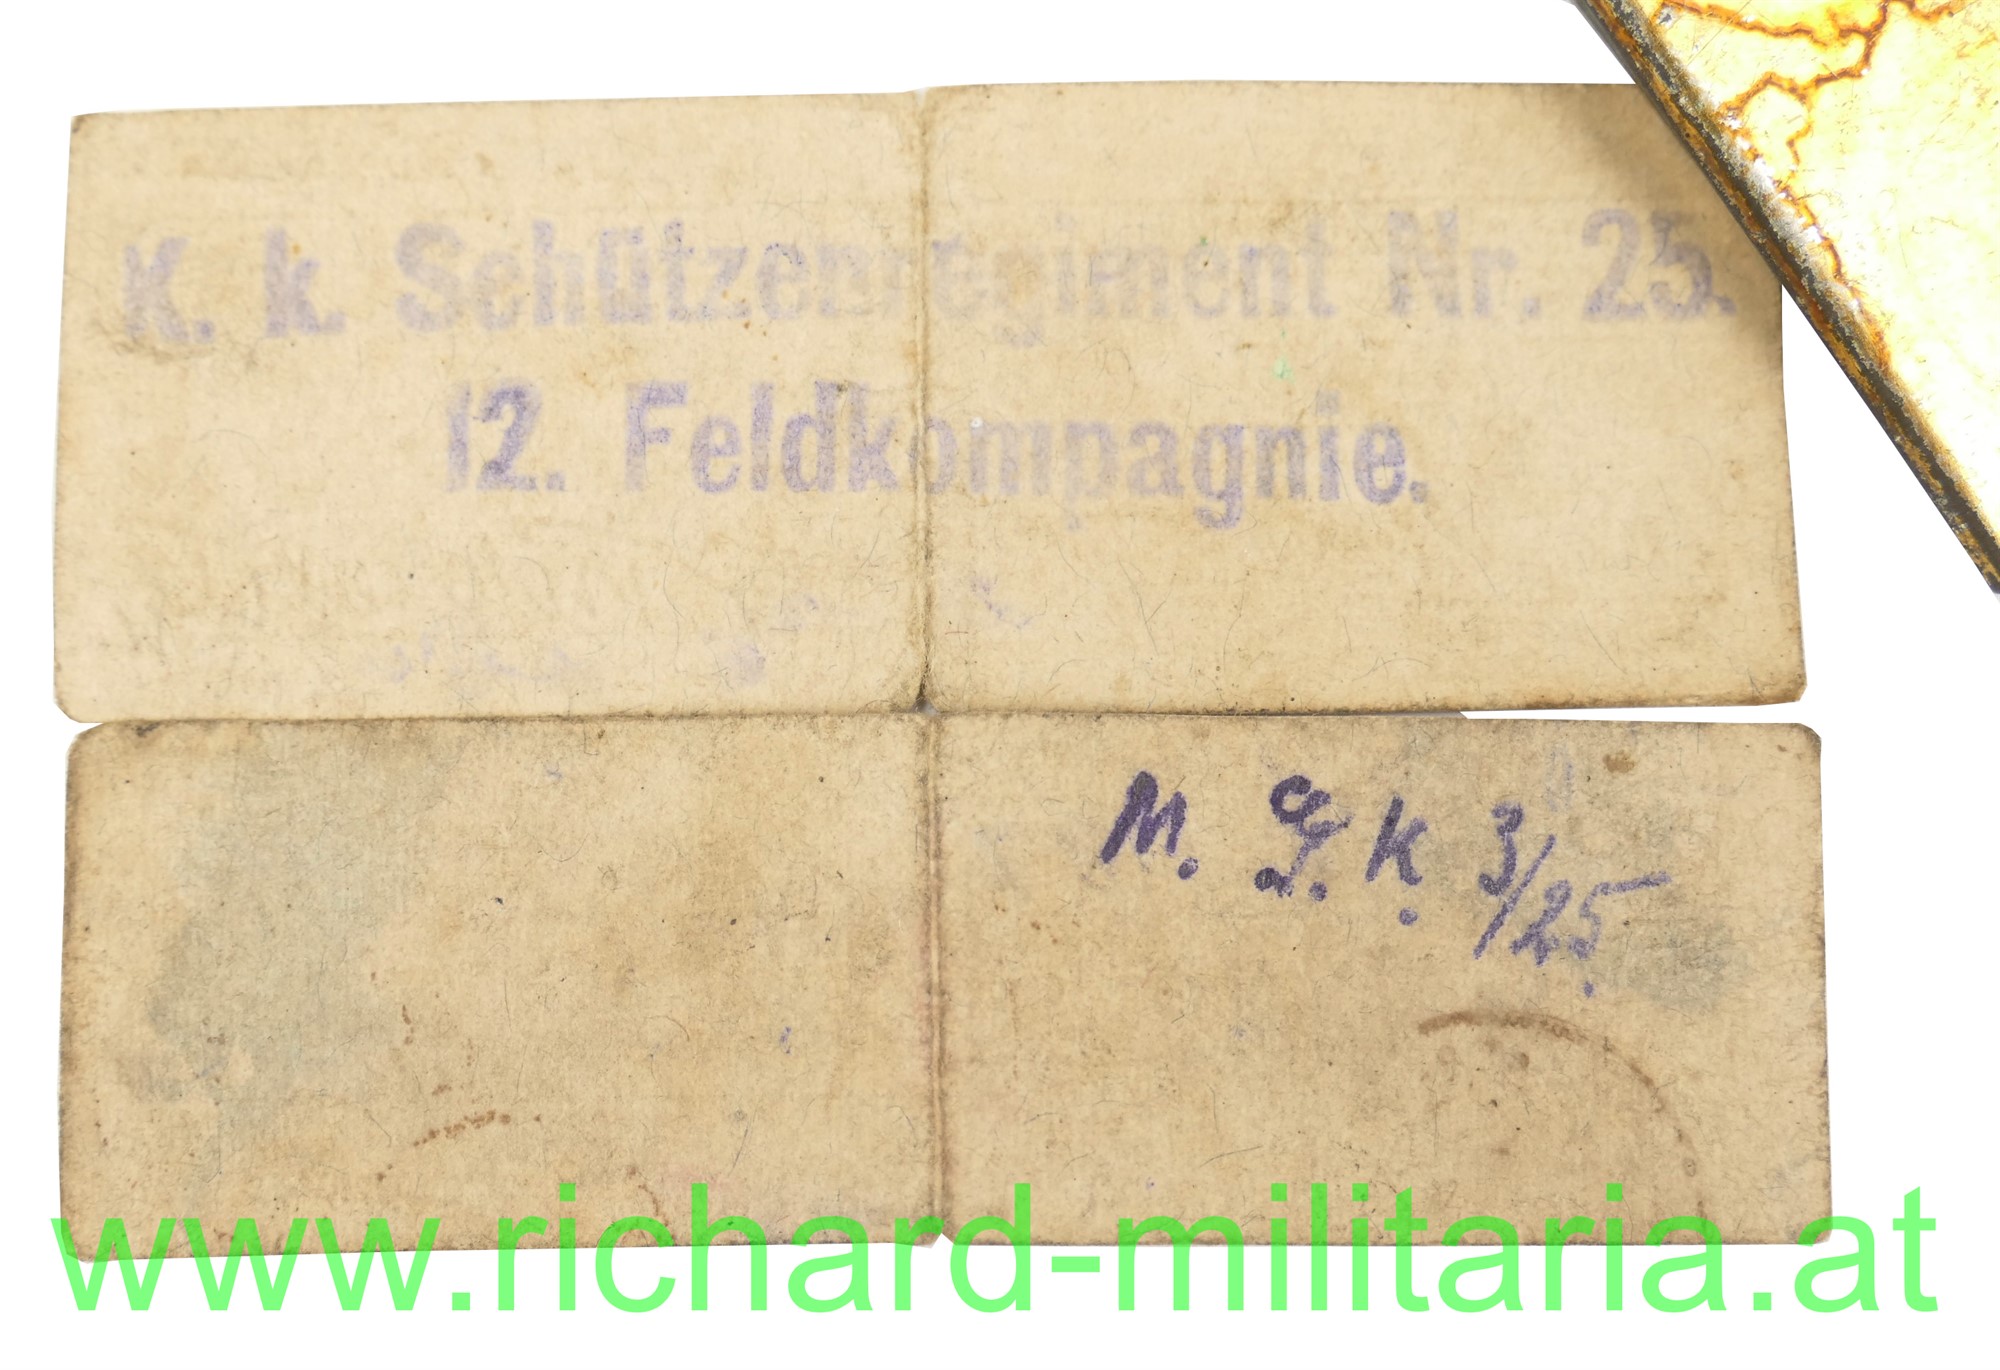 K. k. Schützenregiment Nr. 25.
12. Feldkompagnie.
M. G. K. 3/25.
www.richard-militaria.at